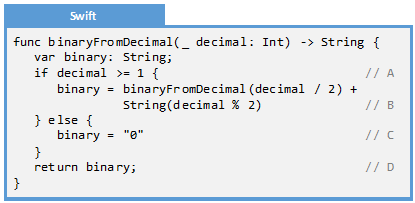 Swift
func binaryFromDecimal(_ decimal: Int) -> String {
   var binary: String;
   if decimal >= 1 {                            // A
      binary = binaryFromDecimal(decimal / 2) +
               String(decimal % 2)              // B
   } else {
      binary = "0"                              // C
   }
   return binary;                               // D
}